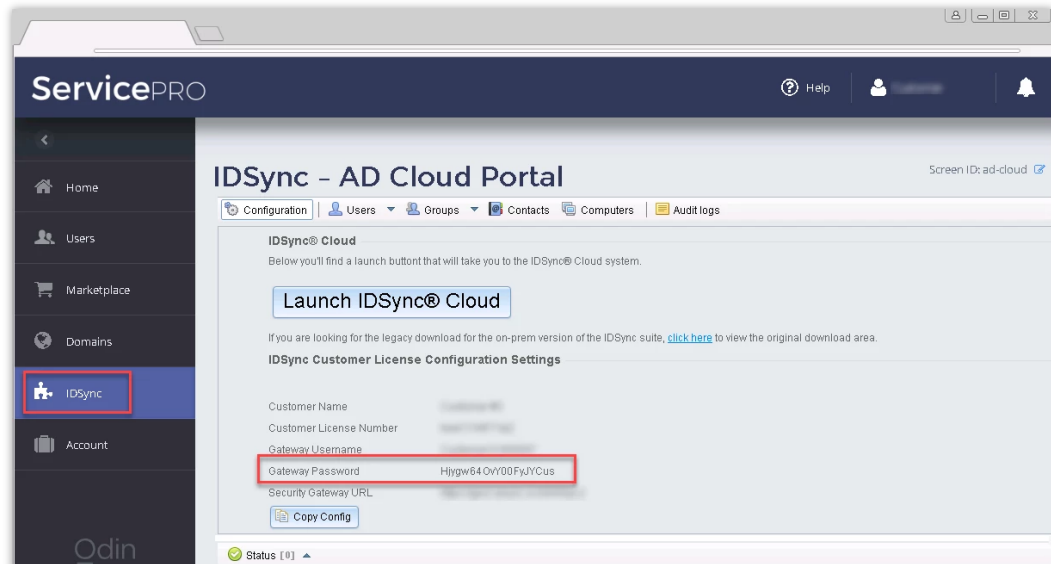 ServicePRO
Help
IDSync - AD Cloud Portal
Screen ID: ad-cloud
Home
Users
Marketplace
Domains
IDSync
Account
Odin
Configuration Users Groups Contacts Computers Audit logs
IDSync® Cloud
Below you'll find a launch buttont that will take you to the IDSync® Cloud system.
Launch IDSync® Cloud
If you are looking for the legacy download for the on-prem version of the IDSync suite, click here to view the original download area.
IDSync Customer License Configuration Settings
Customer Name
Customer License Number
Gateway Username
Gateway Password Hjygw64OvY00FyJYCus
Security Gateway URL
Copy Config
Status [0]